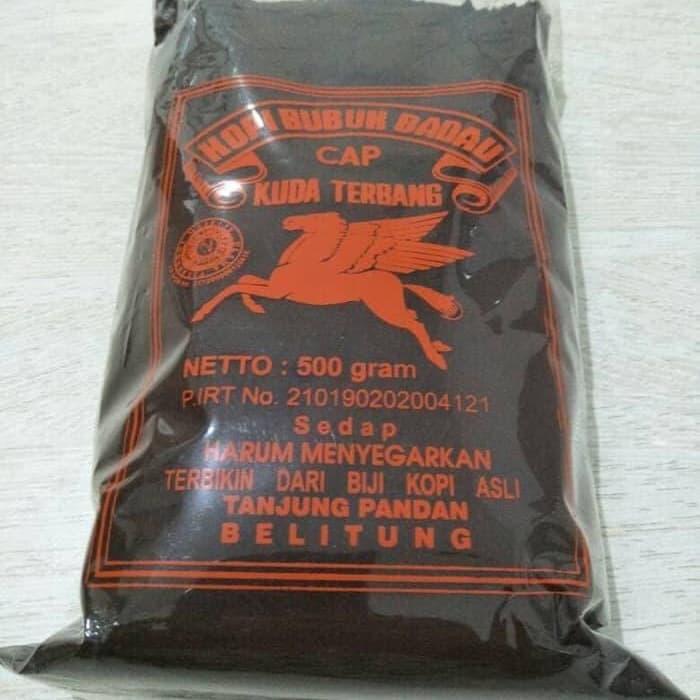 KOPI BUBUK BADAU
CAP
KUDA TERBANG
NETTO : 500 gram
P.IRT No. 210190202004121
Sedap
HARUM MENYEGARKAN
TERBIKIN DARI BIJI KOPI ASLI
TANJUNG PANDAN
BELITUNG